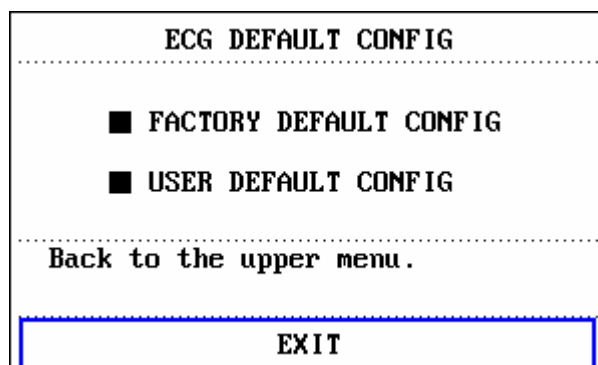 ECG DEFAULT CONFIG
FACTORY DEFAULT CONFIG
USER DEFAULT CONFIG
Back to the upper menu.
EXIT